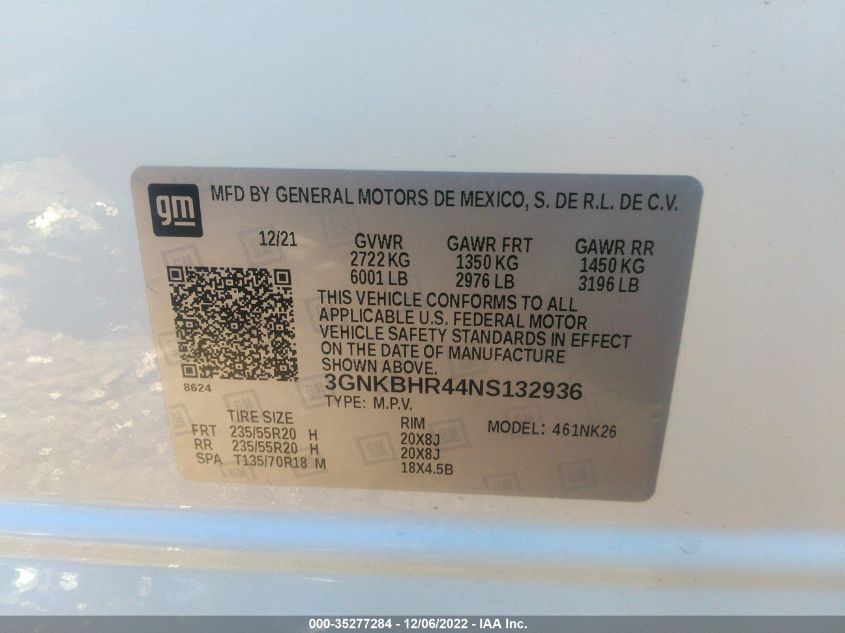 gm MFD BY GENERAL MOTORS DE MEXICO, S. DE R.L. DE C.V.
12/21 GVWR GAWR FRT GAWR RR
2722 KG 1350 KG 1450 KG
6001 LB 2976 LB 3196 LB
THIS VEHICLE CONFORMS TO ALL
APPLICABLE U.S. FEDERAL MOTOR
VEHICLE SAFETY STANDARDS IN EFFECT
ON THE DATE OF MANUFACTURE
SHOWN ABOVE.
8624
3GNKBHR44NS132936
TYPE: M.P.V.
TIRE SIZE RIM MODEL: 461NK26
FRT 235/55R20 H 20X8J
RR 235/55R20 H 20X8J
SPA T135/70R18 M 18X4.5B
000-35277284 - 12/06/2022 - IAA Inc.